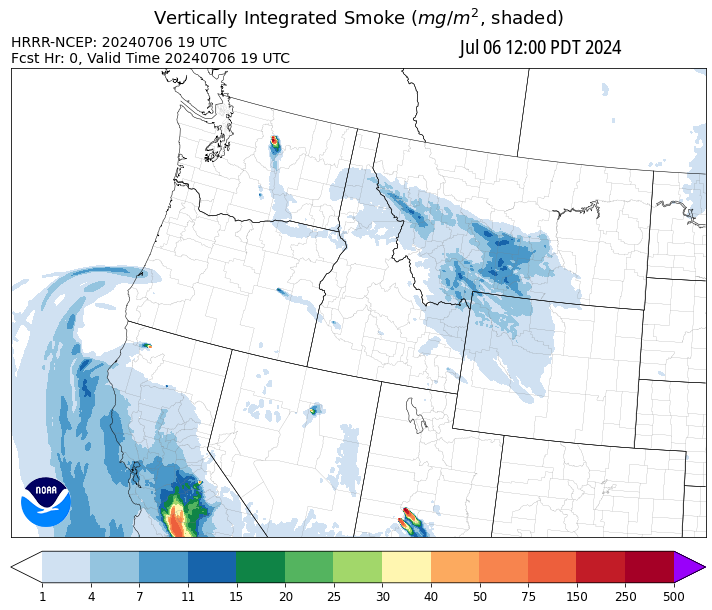 Vertically Integrated Smoke (mg/m², shaded)
HRRR-NCEP: 20240706 19 UTC
Fcst Hr: 0, Valid Time 20240706 19 UTC
Jul 06 12:00 PDT 2024
NOAA
1 4 7 11 15 20 25 30 40 50 75 150 250 500